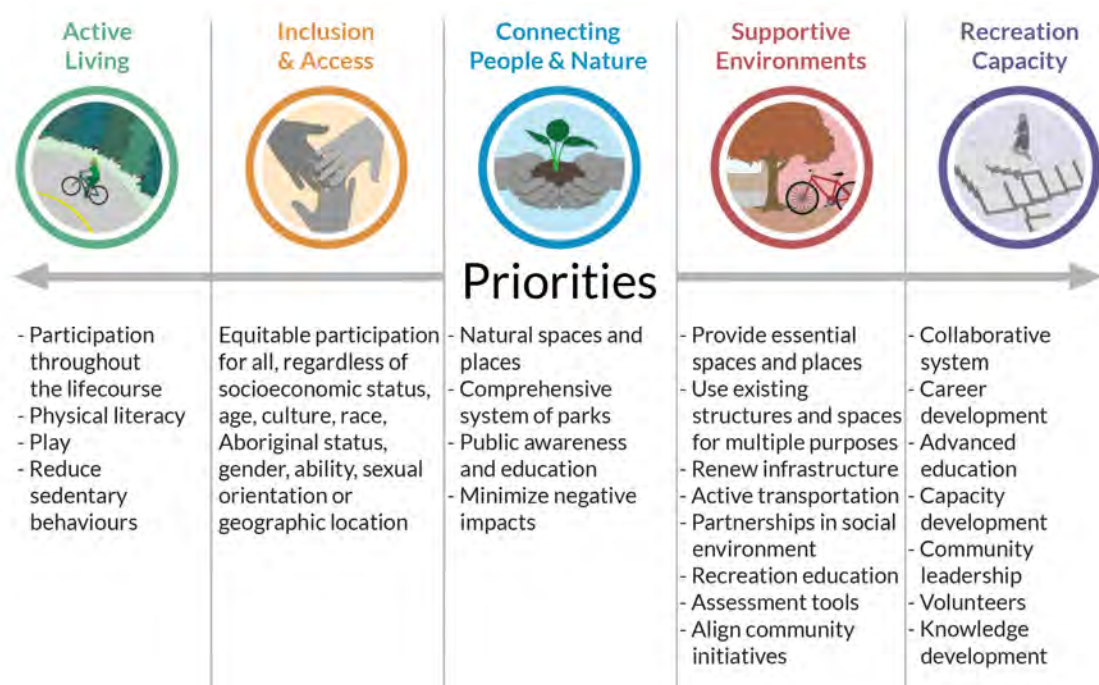 Active
Living
Inclusion
& Access
Connecting
People & Nature
Supportive
Environments
Recreation
Capacity
Priorities
- Participation
throughout
the lifecourse
- Physical literacy
- Play
- Reduce
sedentary
behaviours
Equitable participation
for all, regardless of
socioeconomic status,
age, culture, race,
Aboriginal status,
gender, ability, sexual
orientation or
geographic location
- Natural spaces and
places
- Comprehensive
system of parks
- Public awareness
and education
- Minimize negative
impacts
- Provide essential
spaces and places
- Use existing
structures and spaces
for multiple purposes
- Renew infrastructure
- Active transportation
- Partnerships in social
environment
- Recreation education
- Assessment tools
- Align community
initiatives
- Collaborative
system
- Career
development
- Advanced
education
- Capacity
development
- Community
leadership
- Volunteers
- Knowledge
development